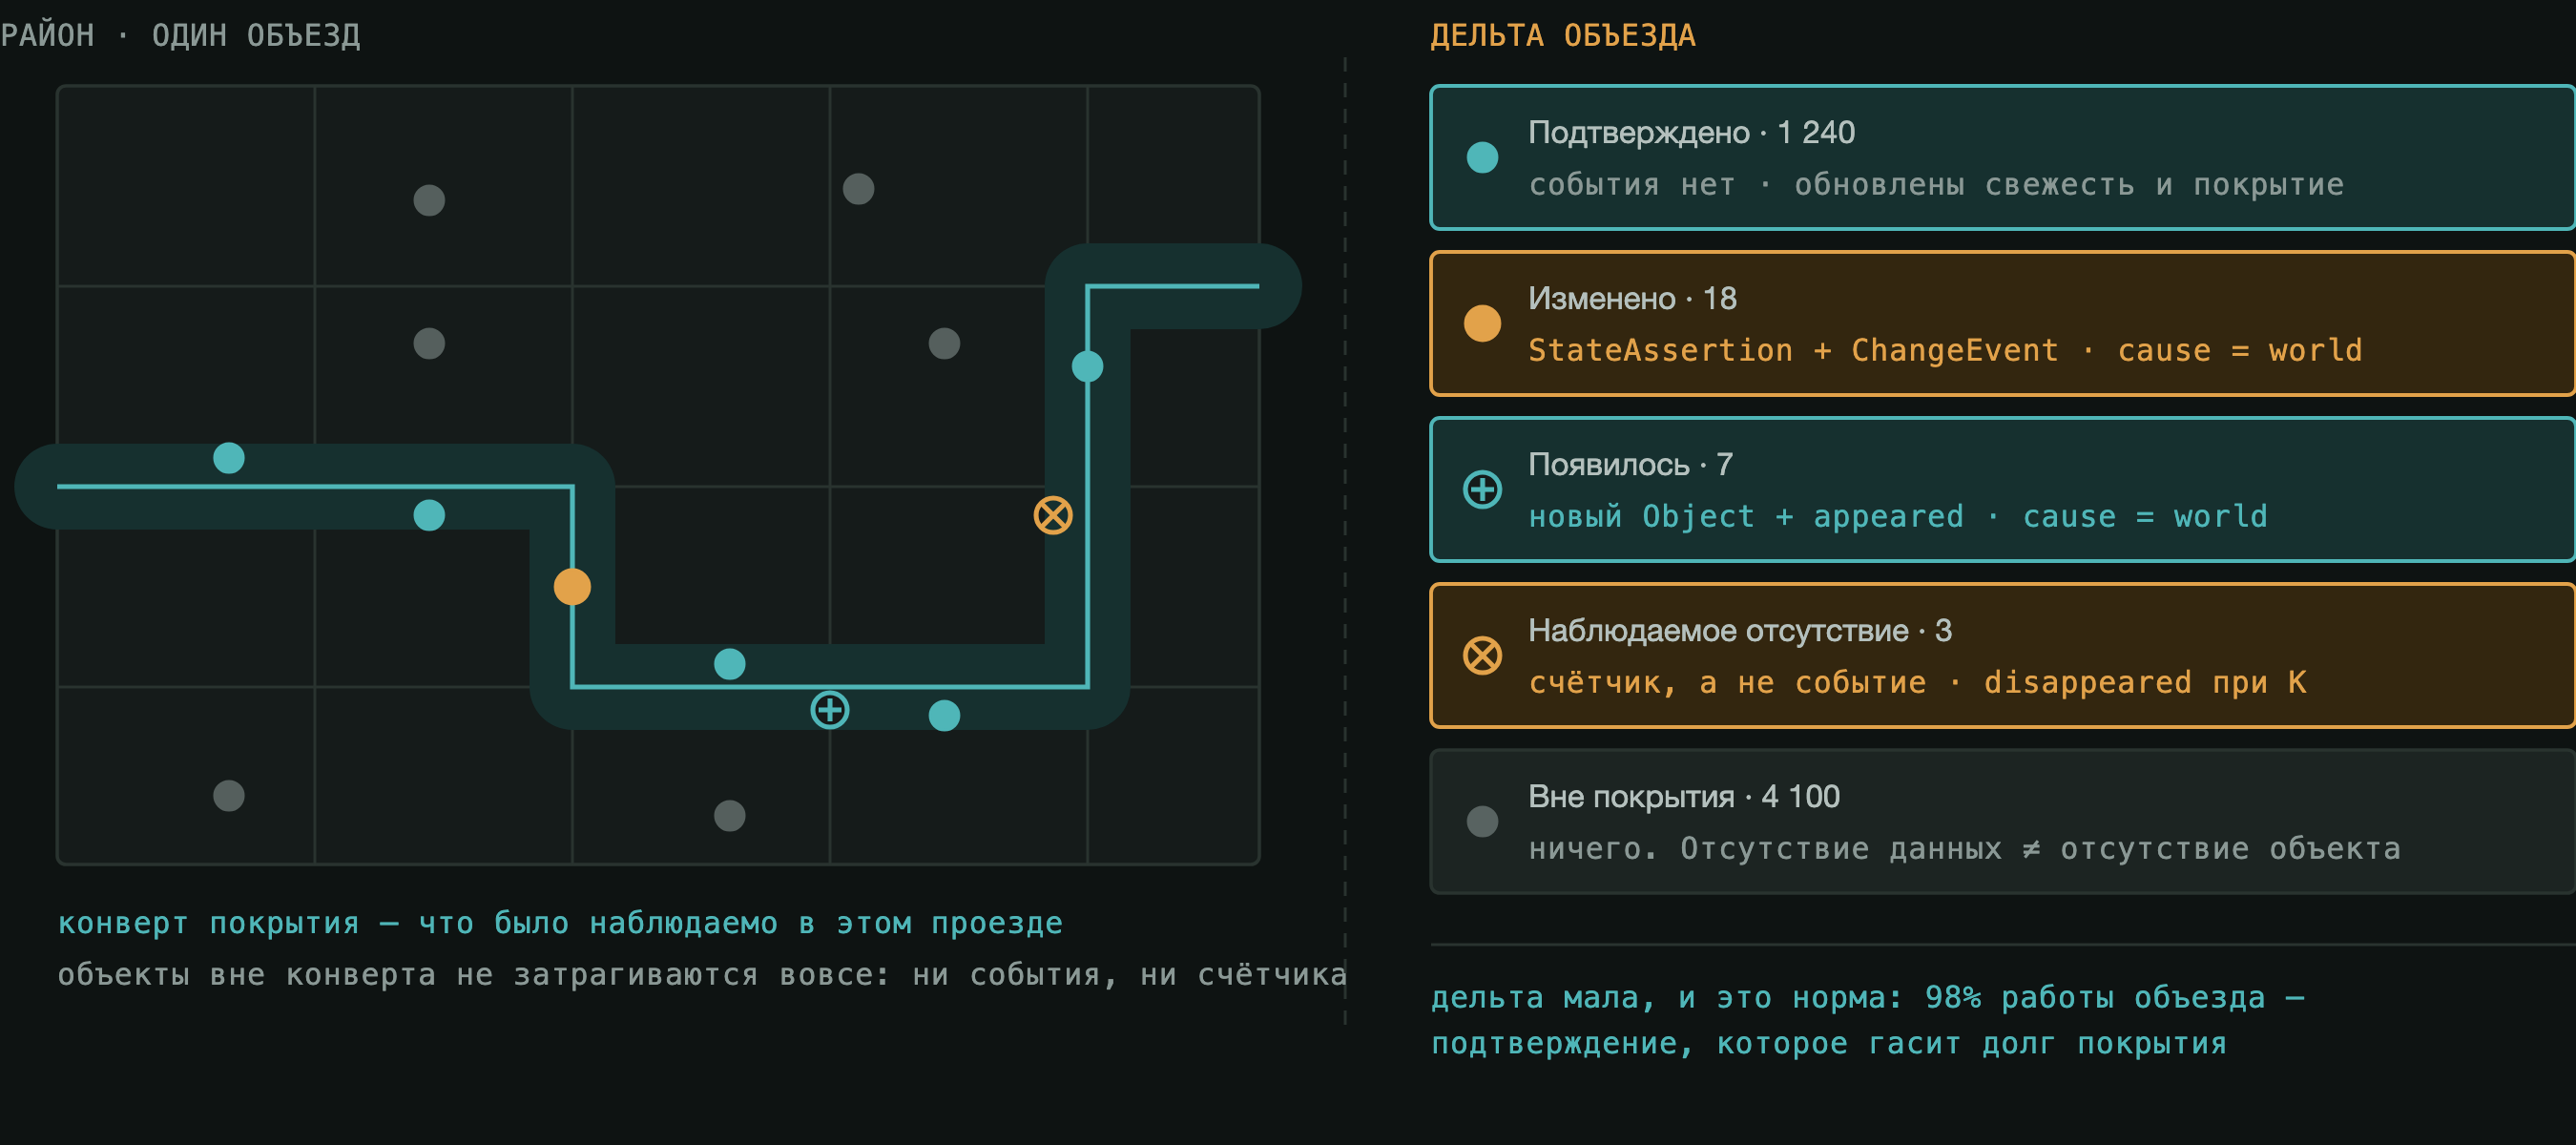 РАЙОН · ОДИН ОБЪЕЗД
конверт покрытия — что было наблюдаемо в этом проезде
объекты вне конверта не затрагиваются вовсе: ни события, ни счётчика
ДЕЛЬТА ОБЪЕЗДА
Подтверждено · 1 240
события нет · обновлены свежесть и покрытие
Изменено · 18
StateAssertion + ChangeEvent · cause = world
Появилось · 7
новый Object + appeared · cause = world
Наблюдаемое отсутствие · 3
счётчик, а не событие · disappeared при K
Вне покрытия · 4 100
ничего. Отсутствие данных ≠ отсутствие объекта
дельта мала, и это норма: 98% работы объезда —
подтверждение, которое гасит долг покрытия